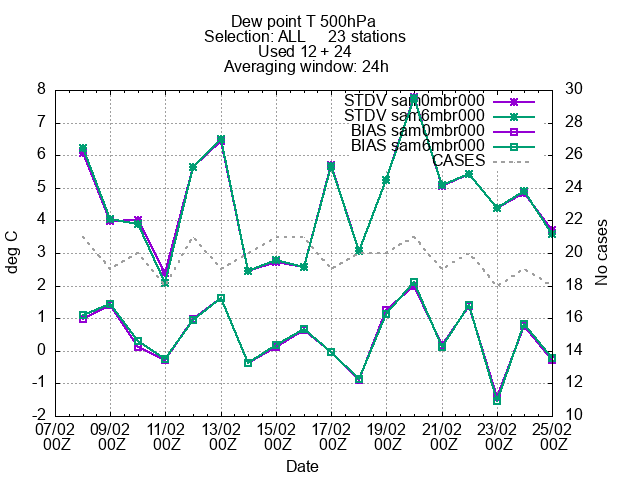 Dew point T 500hPa
Selection: ALL     23 stations
Used 12 + 24
Averaging window: 24h
STDV sam0mbr000
STDV sam6mbr000
BIAS sam0mbr000
BIAS sam6mbr000
CASES
8
7
6
5
4
3
2
1
0
-1
-2
deg C
30
28
26
24
22
20
18
16
14
12
10
No cases
07/02 09/02 11/02 13/02 15/02 17/02 19/02 21/02 23/02 25/02
00Z 00Z 00Z 00Z 00Z 00Z 00Z 00Z 00Z 00Z
Date